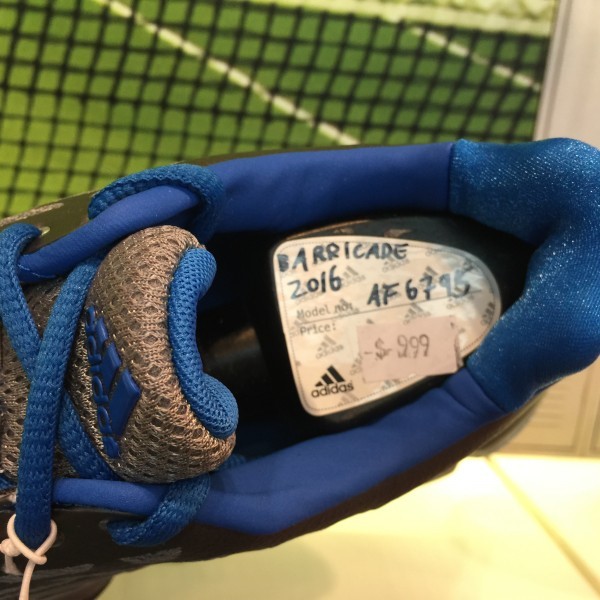 BARRICADE
2016 AF6795
Model no.
Price:
-$-999
adidas